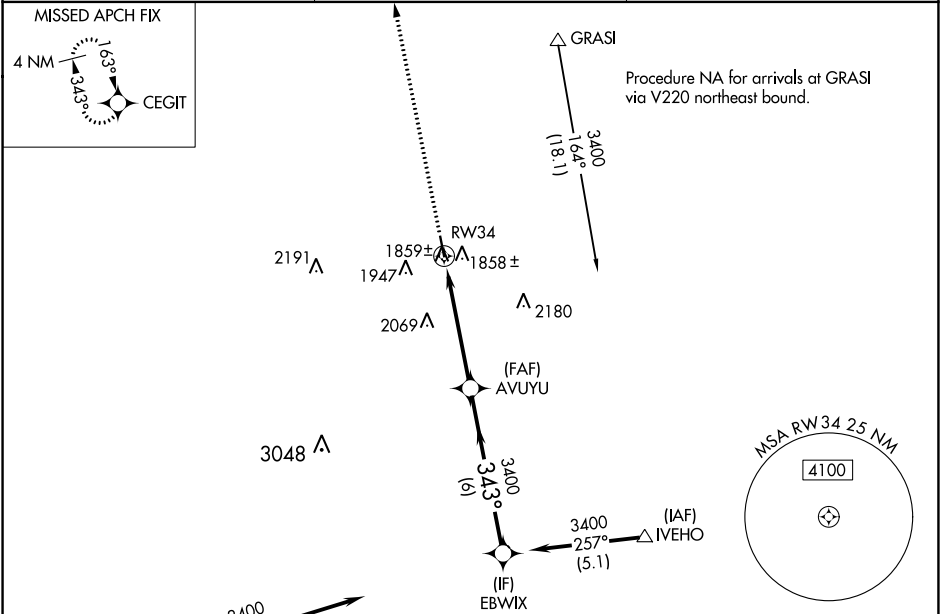 MISSED APCH FIX
4 NM
163°
343°
CEGIT
GRASI
Procedure NA for arrivals at GRASI
via V220 northeast bound.
3400
164°
(18.1)
RW34
1859±
1858±
2191
1947
2180
2069
(FAF)
AVUYU
3048
3400
343°
(6)
MSA RW34 25 NM
4100
3400
257°
(5.1)
(IAF)
IVEHO
(IF)
EBWIX
3400